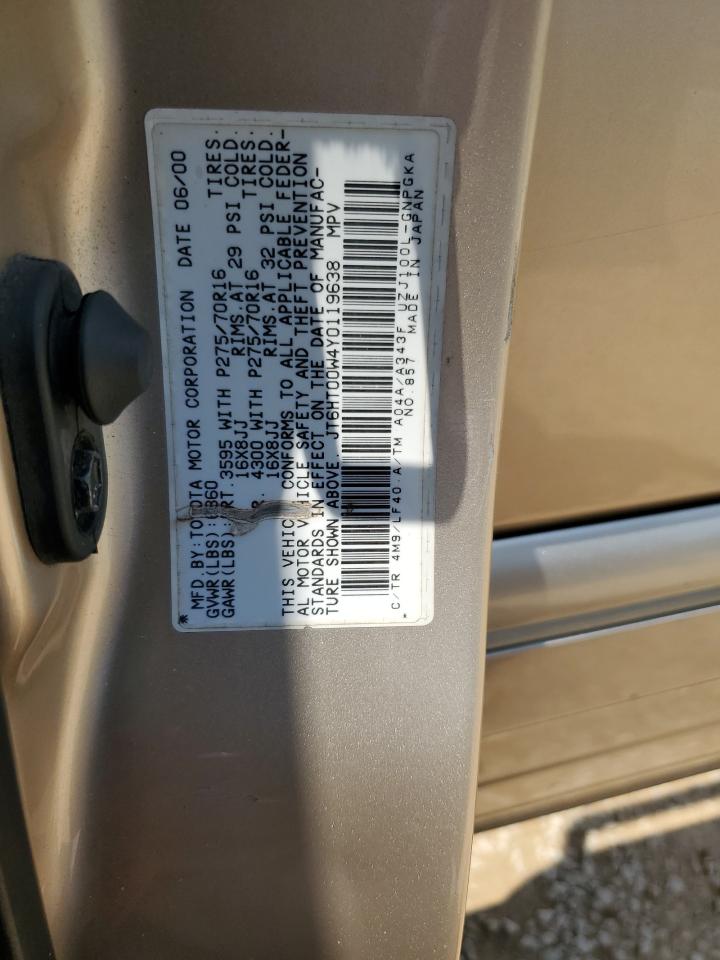 MFD BY: TOYOTA MOTOR CORPORATION DATE 06/00
GVWR(LBS): 860
GAWR(LBS): RT. 3595 WITH P275/70R16 TIRES.
16X8JJ RIMS. AT 29 PSI COLD.
R. 4300 WITH P275/70R16 TIRES.
16X8JJ RIMS. AT 32 PSI COLD.
THIS VEHIC CONFORMS TO ALL APPLICABLE FEDER-
AL MOTOR VEHICLE SAFETY AND THEFT PREVENTION
STANDARDS IN EFFECT ON THE DATE OF MANUFAC-
TURE SHOWN ABOVE. JT6HT00W4Y0119638 MPV
C/TR 4M9/LF40. A/TM A04A/A343F UZJ100L-GNPGKA
NO. 857 MADE IN JAPAN